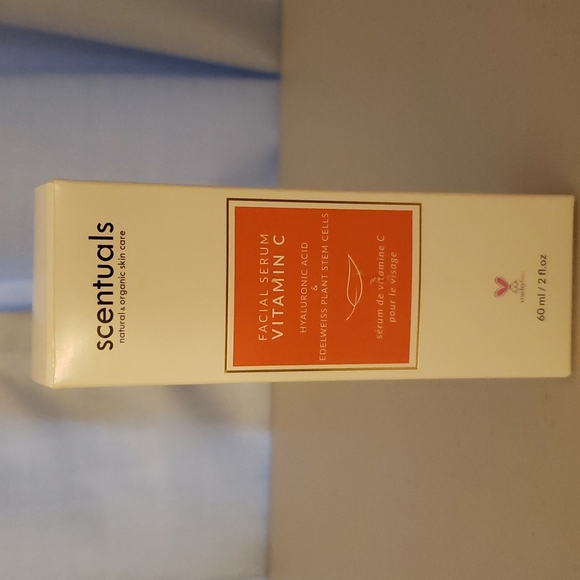 scentuals
natural & organic skin care
FACIAL SERUM
VITAMIN C
HYALURONIC ACID
&
EDELWEISS PLANT STEM CELLS
sérum de vitamine C
pour le visage
60 ml / 2 fl.oz